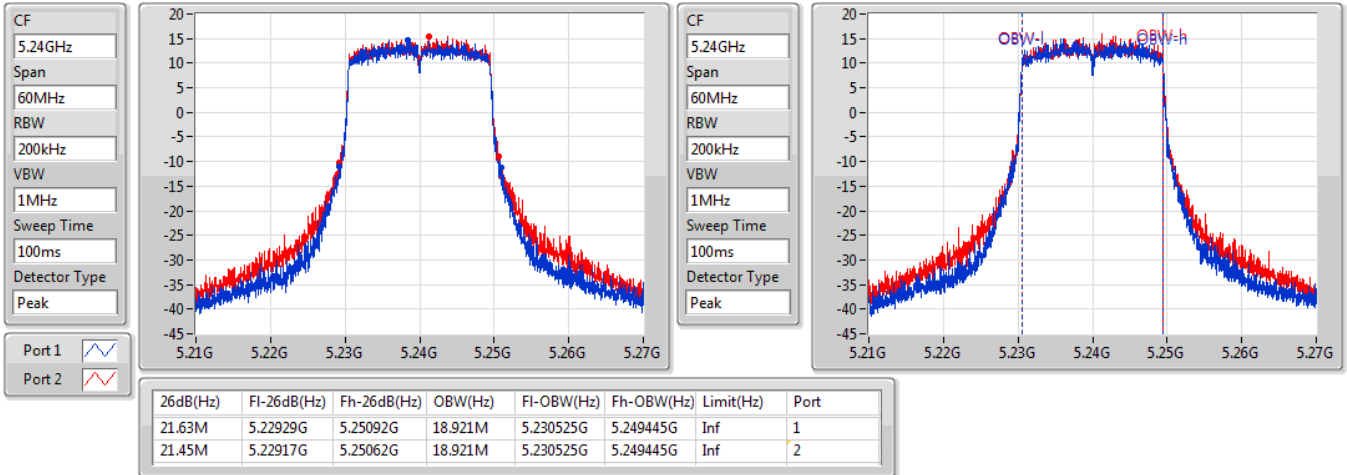 CF
5.24GHz
Span
60MHz
RBW
200kHz
VBW
1MHz
Sweep Time
100ms
Detector Type
Peak
Port 1
Port 2
20
15
10
5
0
-5
-10
-15
-20
-25
-30
-35
-40
-45
5.21G 5.22G 5.23G 5.24G 5.25G 5.26G 5.27G
CF
5.24GHz
Span
60MHz
RBW
200kHz
VBW
1MHz
Sweep Time
100ms
Detector Type
Peak
20
15
10
5
0
-5
-10
-15
-20
-25
-30
-35
-40
-45
OBW-l OBW-h
5.21G 5.22G 5.23G 5.24G 5.25G 5.26G 5.27G
26dB(Hz) Fl-26dB(Hz) Fh-26dB(Hz) OBW(Hz) Fl-OBW(Hz) Fh-OBW(Hz) Limit(Hz) Port
21.63M 5.22929G 5.25092G 18.921M 5.230525G 5.249445G Inf 1
21.45M 5.22917G 5.25062G 18.921M 5.230525G 5.249445G Inf 2